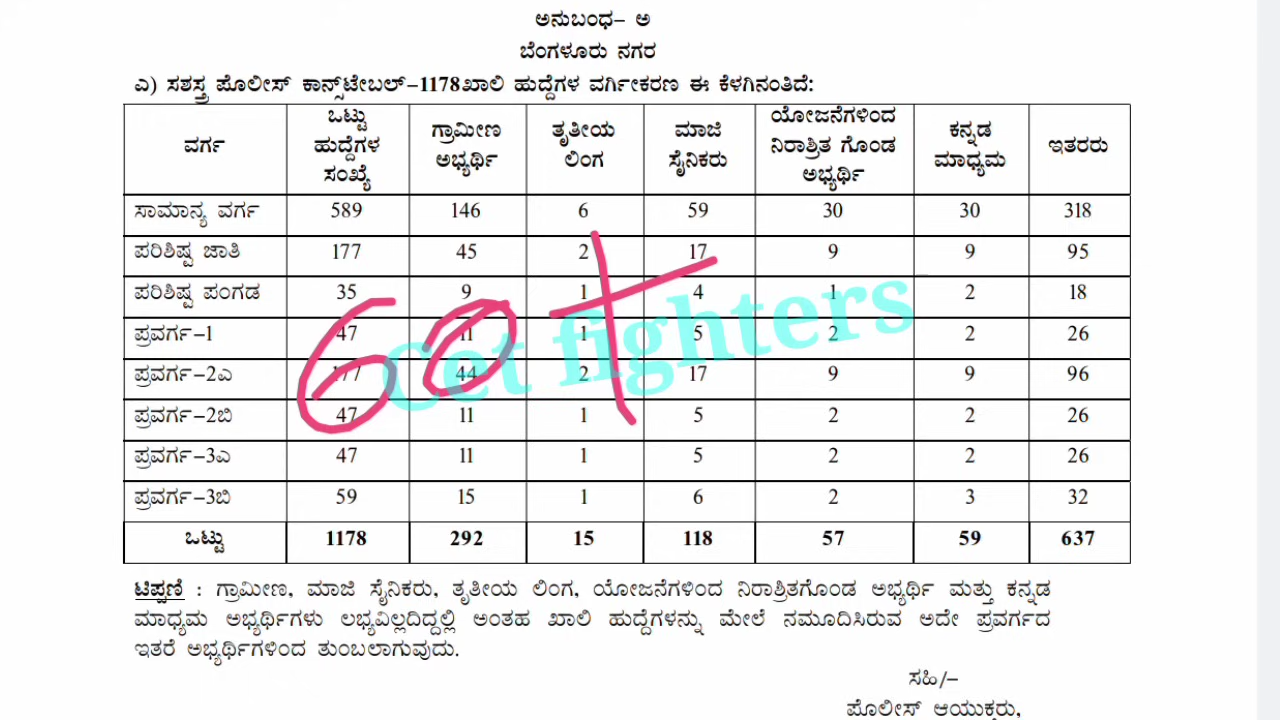 ಅನುಬಂಧ– ಅ
ಬೆಂಗಳೂರು ನಗರ
ಎ) ಸಶಸ್ತ್ರ ಪೊಲೀಸ್ ಕಾನ್ಸ್‌ಟೇಬಲ್–1178ಖಾಲಿ ಹುದ್ದೆಗಳ ವರ್ಗೀಕರಣ ಈ ಕೆಳಗಿನಂತಿದೆ:
ವರ್ಗ ಒಟ್ಟು ಹುದ್ದೆಗಳ ಸಂಖ್ಯೆ ಗ್ರಾಮೀಣ ಅಭ್ಯರ್ಥಿ ತೃತೀಯ ಲಿಂಗ ಮಾಜಿ ಸೈನಿಕರು ಯೋಜನೆಗಳಿಂದ ನಿರಾಶ್ರಿತ ಗೊಂಡ ಅಭ್ಯರ್ಥಿ ಕನ್ನಡ ಮಾಧ್ಯಮ ಇತರರು
ಸಾಮಾನ್ಯ ವರ್ಗ 589 146 6 59 30 30 318
ಪರಿಶಿಷ್ಟ ಜಾತಿ 177 45 2 17 9 9 95
ಪರಿಶಿಷ್ಟ ಪಂಗಡ 35 9 1 4 1 2 18
ಪ್ರವರ್ಗ–1 47 11 1 5 2 2 26
ಪ್ರವರ್ಗ–2ಎ 177 44 2 17 9 9 96
ಪ್ರವರ್ಗ–2ಬಿ 47 11 1 5 2 2 26
ಪ್ರವರ್ಗ–3ಎ 47 11 1 5 2 2 26
ಪ್ರವರ್ಗ–3ಬಿ 59 15 1 6 2 3 32
ಒಟ್ಟು 1178 292 15 118 57 59 637
60+
Cet fighters
ಟಿಪ್ಪಣಿ : ಗ್ರಾಮೀಣ, ಮಾಜಿ ಸೈನಿಕರು, ತೃತೀಯ ಲಿಂಗ, ಯೋಜನೆಗಳಿಂದ ನಿರಾಶ್ರಿತಗೊಂಡ ಅಭ್ಯರ್ಥಿ ಮತ್ತು ಕನ್ನಡ
ಮಾಧ್ಯಮ ಅಭ್ಯರ್ಥಿಗಳು ಲಭ್ಯವಿಲ್ಲದಿದ್ದಲ್ಲಿ ಅಂತಹ ಖಾಲಿ ಹುದ್ದೆಗಳನ್ನು ಮೇಲೆ ನಮೂದಿಸಿರುವ ಅದೇ ಪ್ರವರ್ಗದ
ಇತರೆ ಅಭ್ಯರ್ಥಿಗಳಿಂದ ತುಂಬಲಾಗುವುದು.
ಸಹಿ/–
ಪೊಲೀಸ್ ಆಯುಕ್ತರು,